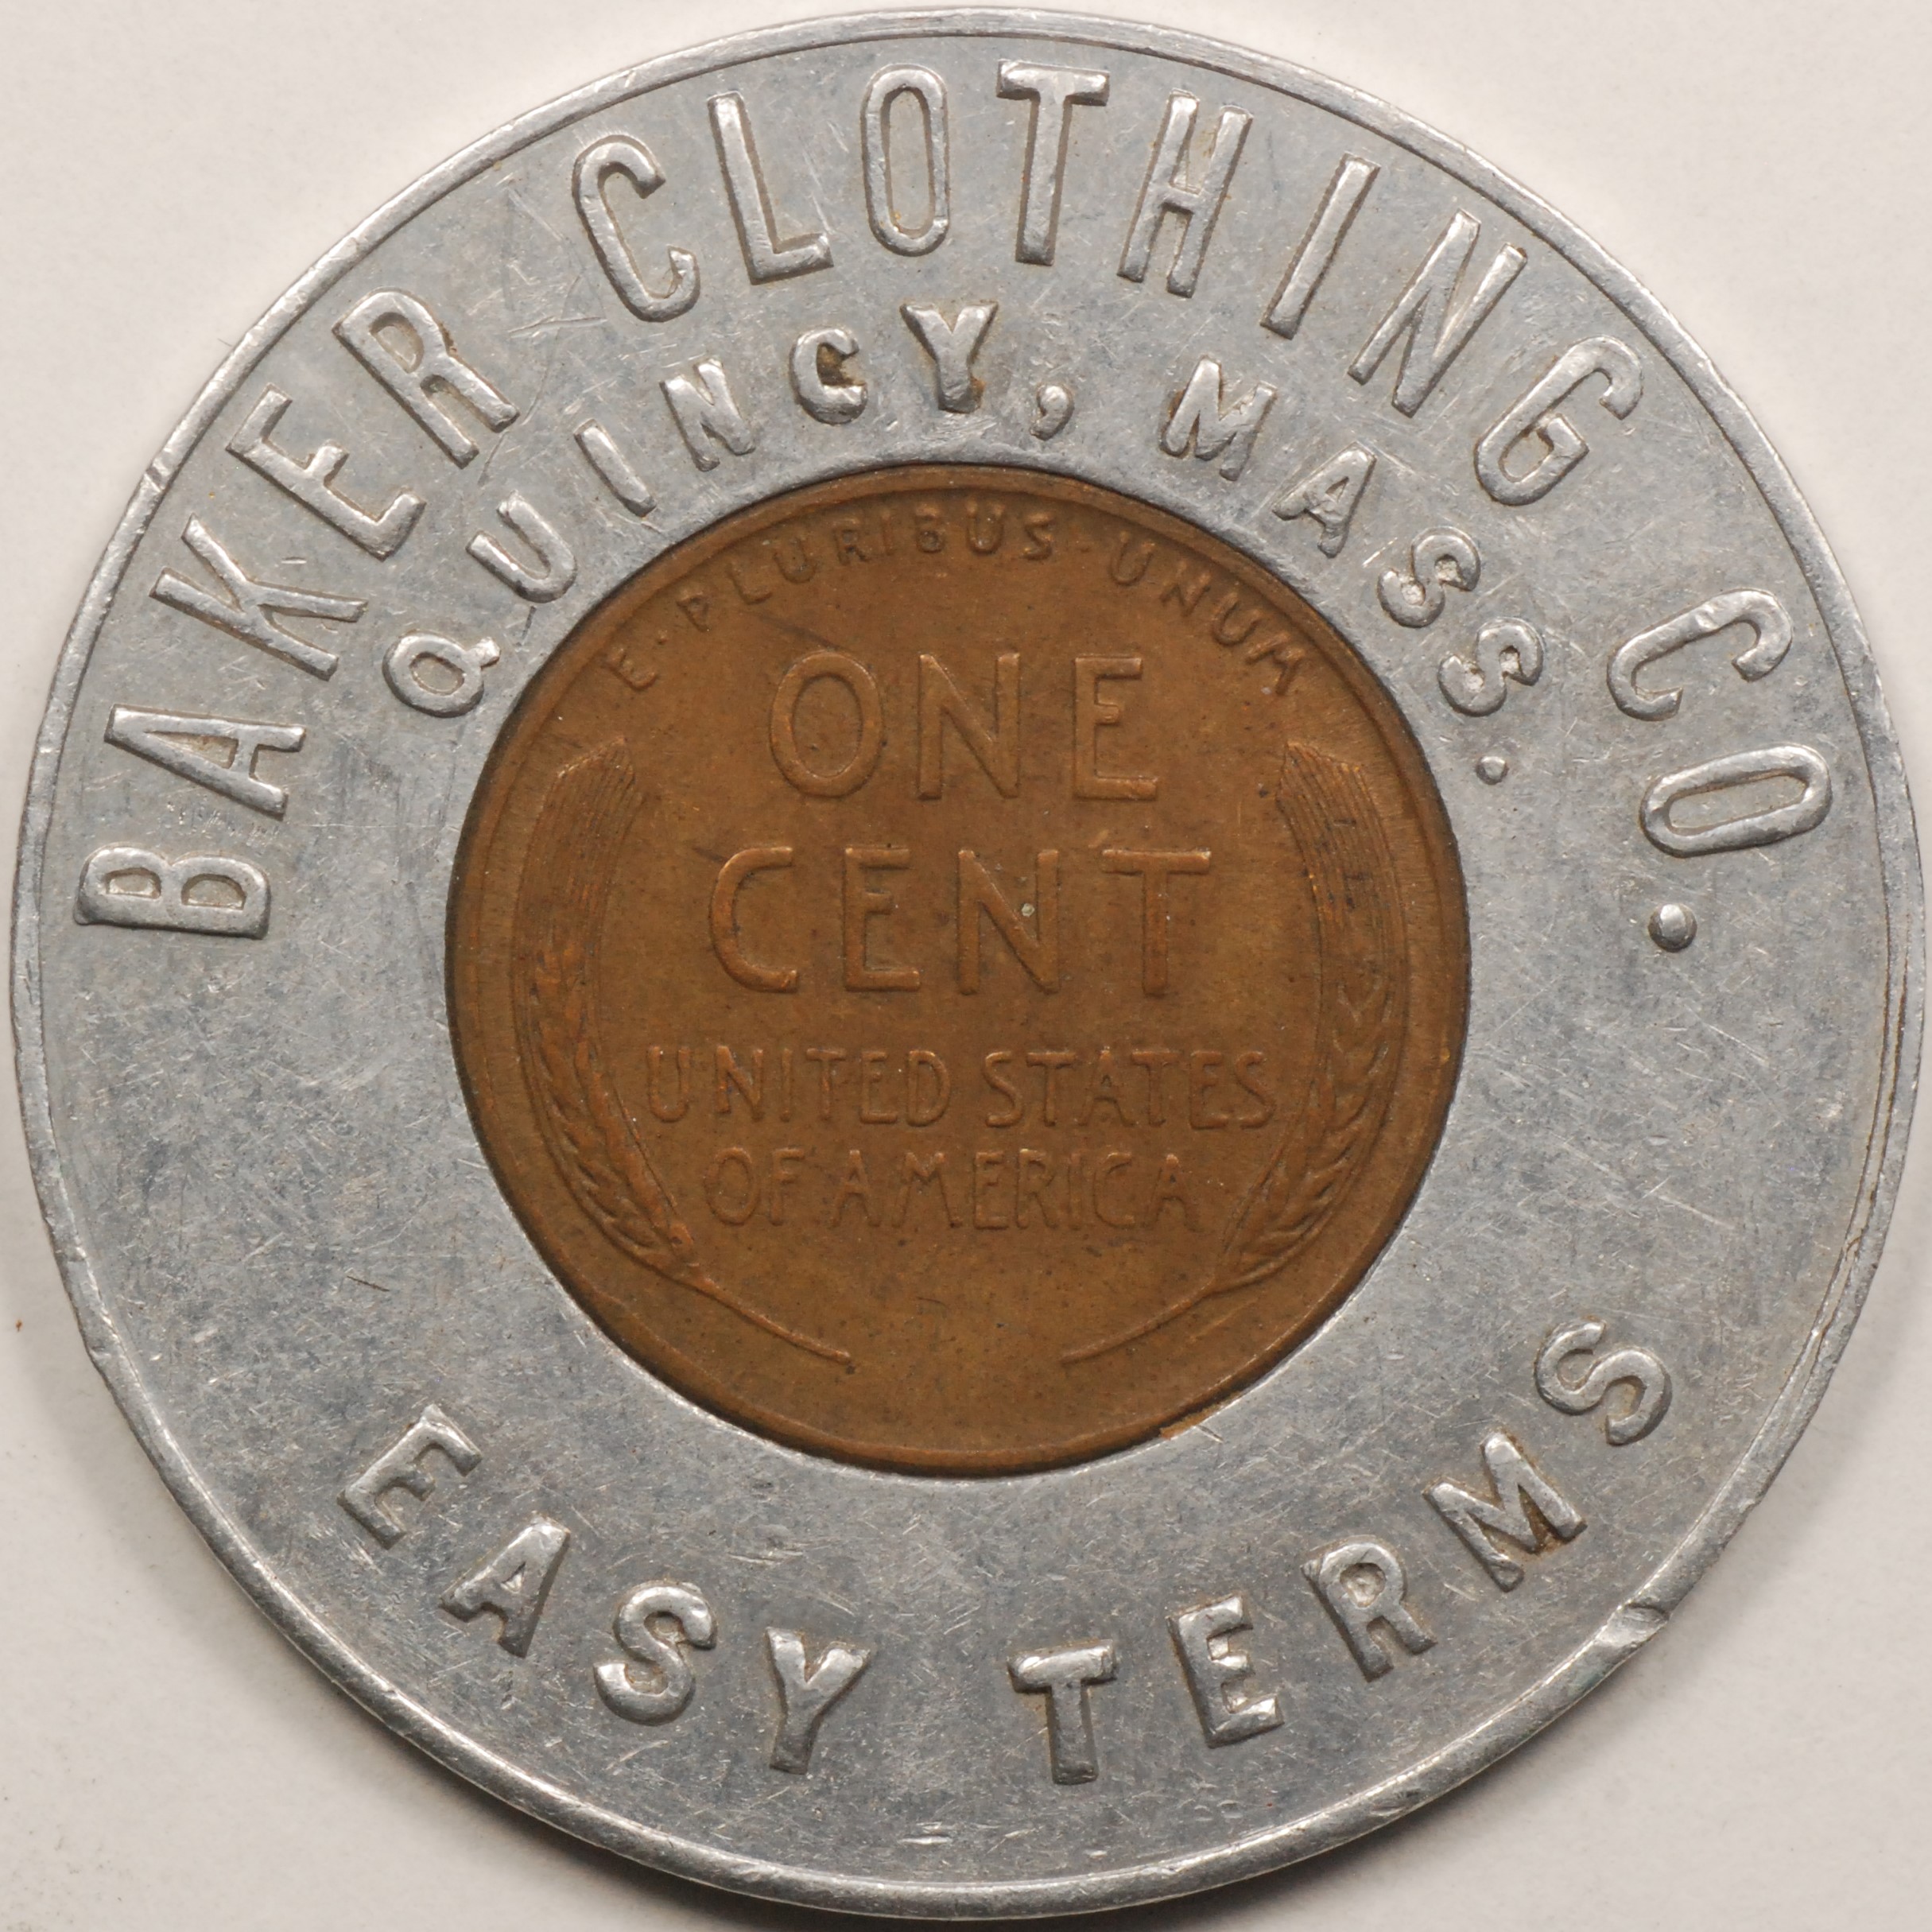 BAKER CLOTHING CO.
QUINCY, MASS.
E·PLURIBUS·UNUM
ONE
CENT
UNITED STATES
OF AMERICA
EASY TERMS